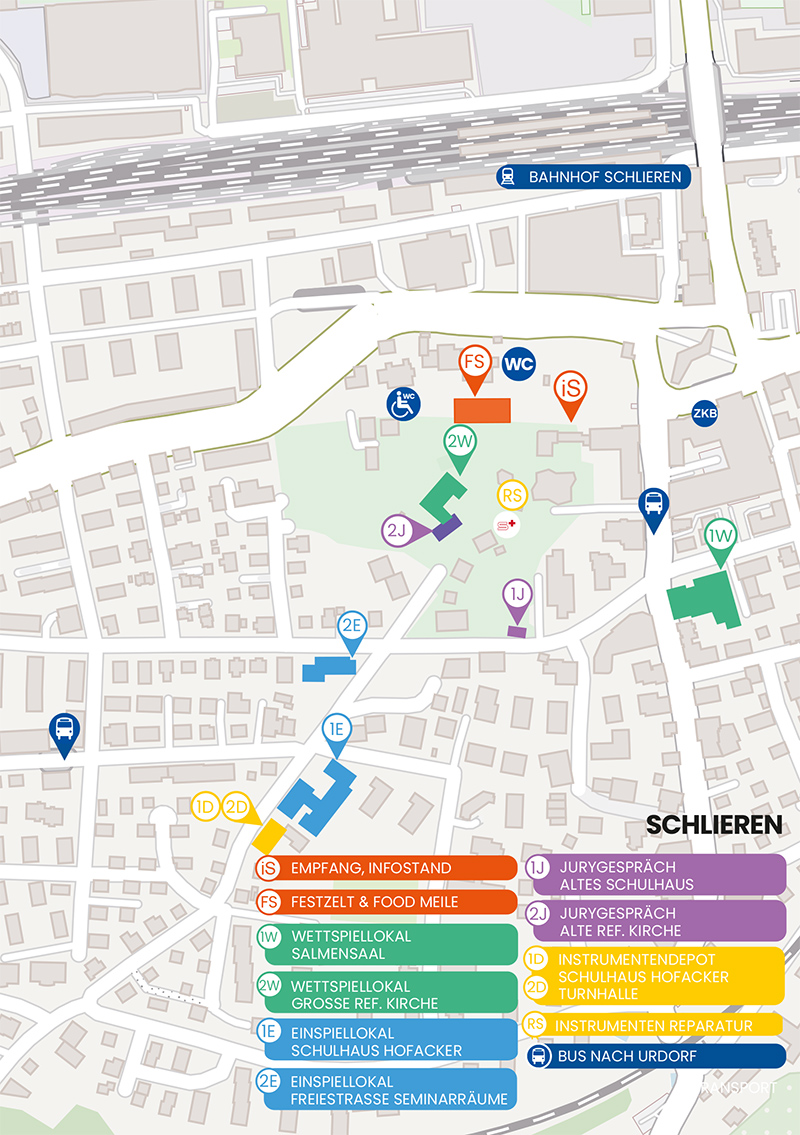 BAHNHOF SCHLIEREN
FS
WC
iS
WC
ZKB
2W
RS
2J
1W
1J
2E
1E
1D 2D
SCHLIEREN
iS EMPFANG, INFOSTAND
FS FESTZELT & FOOD MEILE
1W WETTSPIELLOKAL
SALMENSAAL
2W WETTSPIELLOKAL
GROSSE REF. KIRCHE
1E EINSPIELLOKAL
SCHULHAUS HOFACKER
2E EINSPIELLOKAL
FREIESTRASSE SEMINARRÄUME
1J JURYGESPRÄCH
ALTES SCHULHAUS
2J JURYGESPRÄCH
ALTE REF. KIRCHE
1D INSTRUMENTENDEPOT
SCHULHAUS HOFACKER
2D TURNHALLE
RS INSTRUMENTEN REPARATUR
BUS NACH URDORF